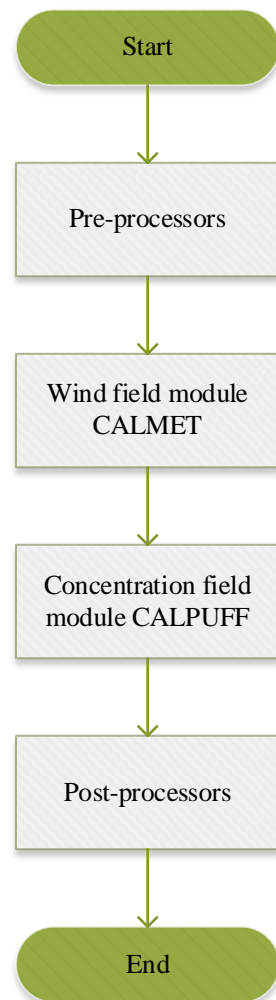 Start
Pre-processors
Wind field module
CALMET
Concentration field
module CALPUFF
Post-processors
End